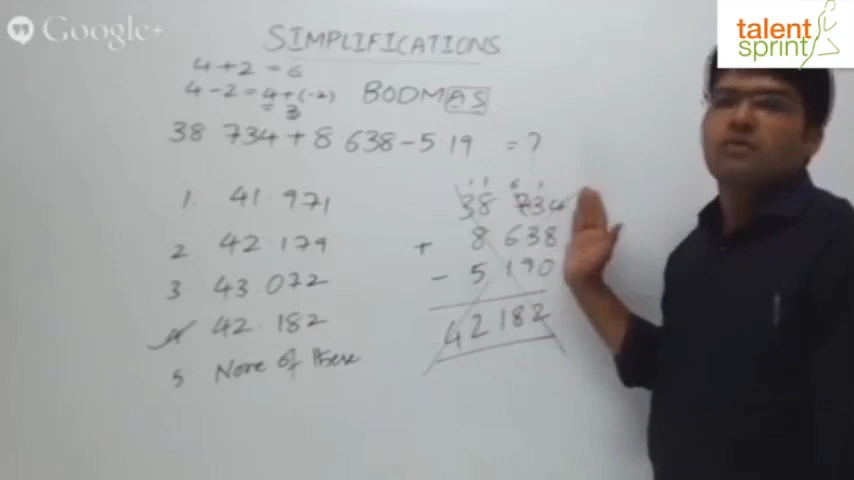 Google+
talent
sprint
SIMPLIFICATIONS
4+2 = 6
4-2 = 4+(-2)
= 3
BODMAS
38 734 + 8 638 - 5 19 = ?
1. 41 971
2 42 179
3 43 072
4 42 182
5 None of these
38 734
+ 8 638
- 5 190
42 182